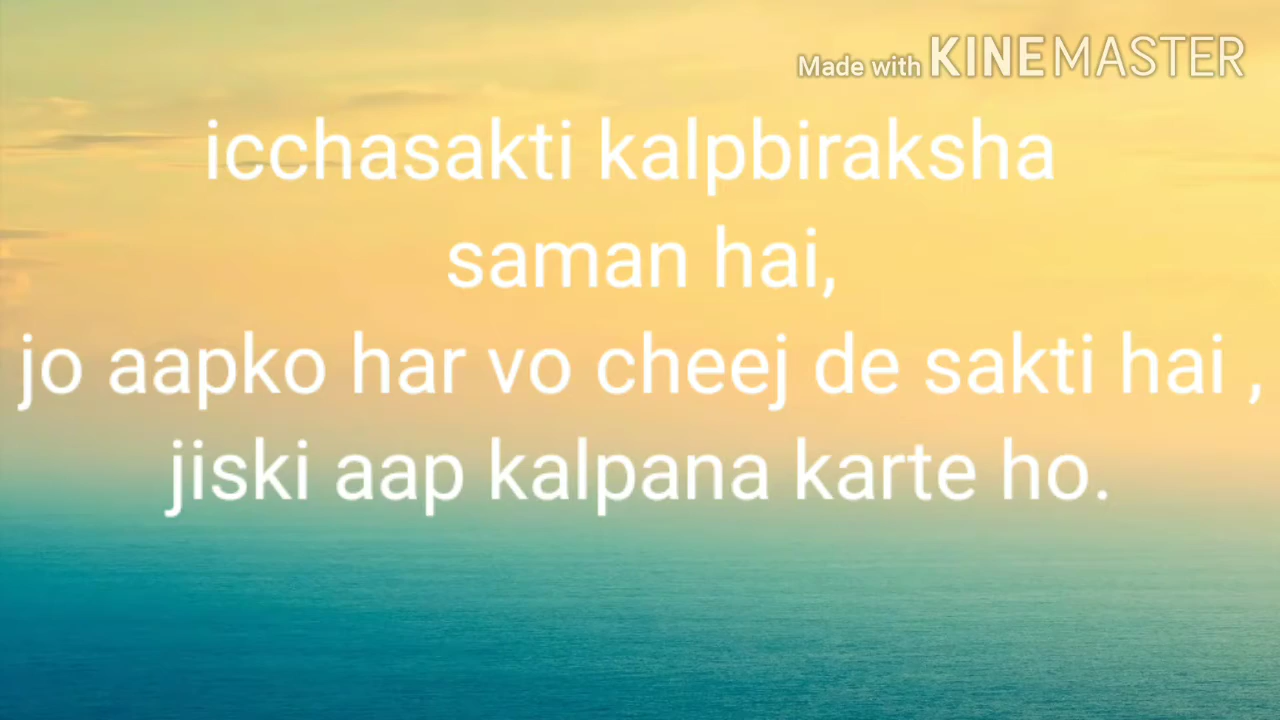 Made with KINEMASTER
icchasakti kalpbiraksha
saman hai,
jo aapko har vo cheej de sakti hai ,
jiski aap kalpana karte ho.